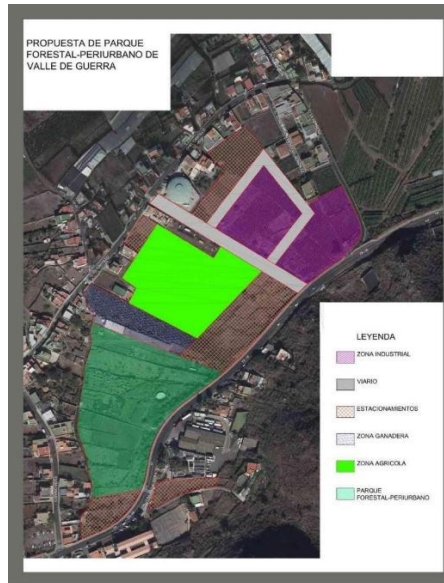 PROPUESTA DE PARQUE
FORESTAL-PERIURBANO DE
VALLE DE GUERRA
LEYENDA
ZONA INDUSTRIAL
VIARIO
ESTACIONAMIENTOS
ZONA GANADERA
ZONA AGRICOLA
PARQUE
FORESTAL-PERIURBANO